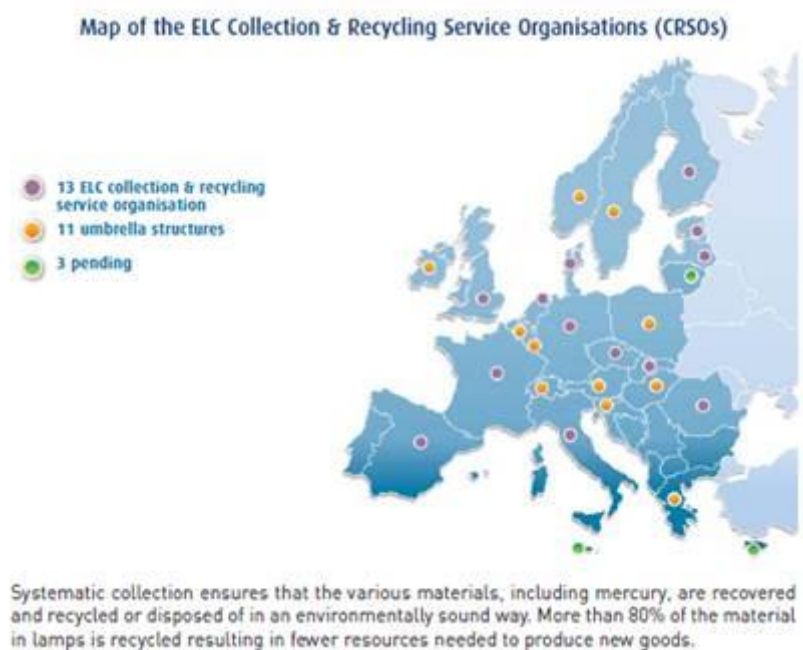 Map of the ELC Collection & Recycling Service Organisations (CRSOs)
13 ELC collection & recycling
service organisation
11 umbrella structures
3 pending
Systematic collection ensures that the various materials, including mercury, are recovered
and recycled or disposed of in an environmentally sound way. More than 80% of the material
in lamps is recycled resulting in fewer resources needed to produce new goods.